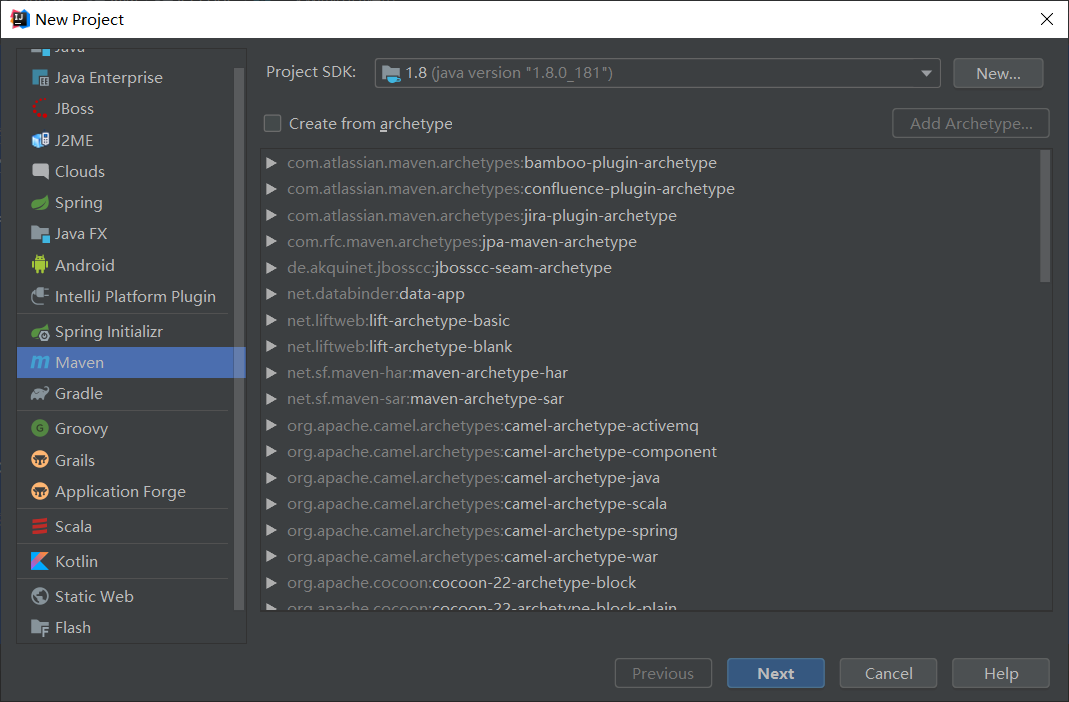 New Project
Java
Java Enterprise
JBoss
J2ME
Clouds
Spring
Java FX
Android
IntelliJ Platform Plugin
Spring Initializr
Maven
Gradle
Groovy
Grails
Application Forge
Scala
Kotlin
Static Web
Flash
Project SDK: 1.8 (java version "1.8.0_181") New...
Create from archetype Add Archetype...
com.atlassian.maven.archetypes:bamboo-plugin-archetype
com.atlassian.maven.archetypes:confluence-plugin-archetype
com.atlassian.maven.archetypes:jira-plugin-archetype
com.rfc.maven.archetypes:jpa-maven-archetype
de.akquinet.jbosscc:jbosscc-seam-archetype
net.databinder:data-app
net.liftweb:lift-archetype-basic
net.liftweb:lift-archetype-blank
net.sf.maven-har:maven-archetype-har
net.sf.maven-sar:maven-archetype-sar
org.apache.camel.archetypes:camel-archetype-activemq
org.apache.camel.archetypes:camel-archetype-component
org.apache.camel.archetypes:camel-archetype-java
org.apache.camel.archetypes:camel-archetype-scala
org.apache.camel.archetypes:camel-archetype-spring
org.apache.camel.archetypes:camel-archetype-war
org.apache.cocoon:cocoon-22-archetype-block
org.apache.cocoon:cocoon-22-archetype-block-plain
Previous Next Cancel Help